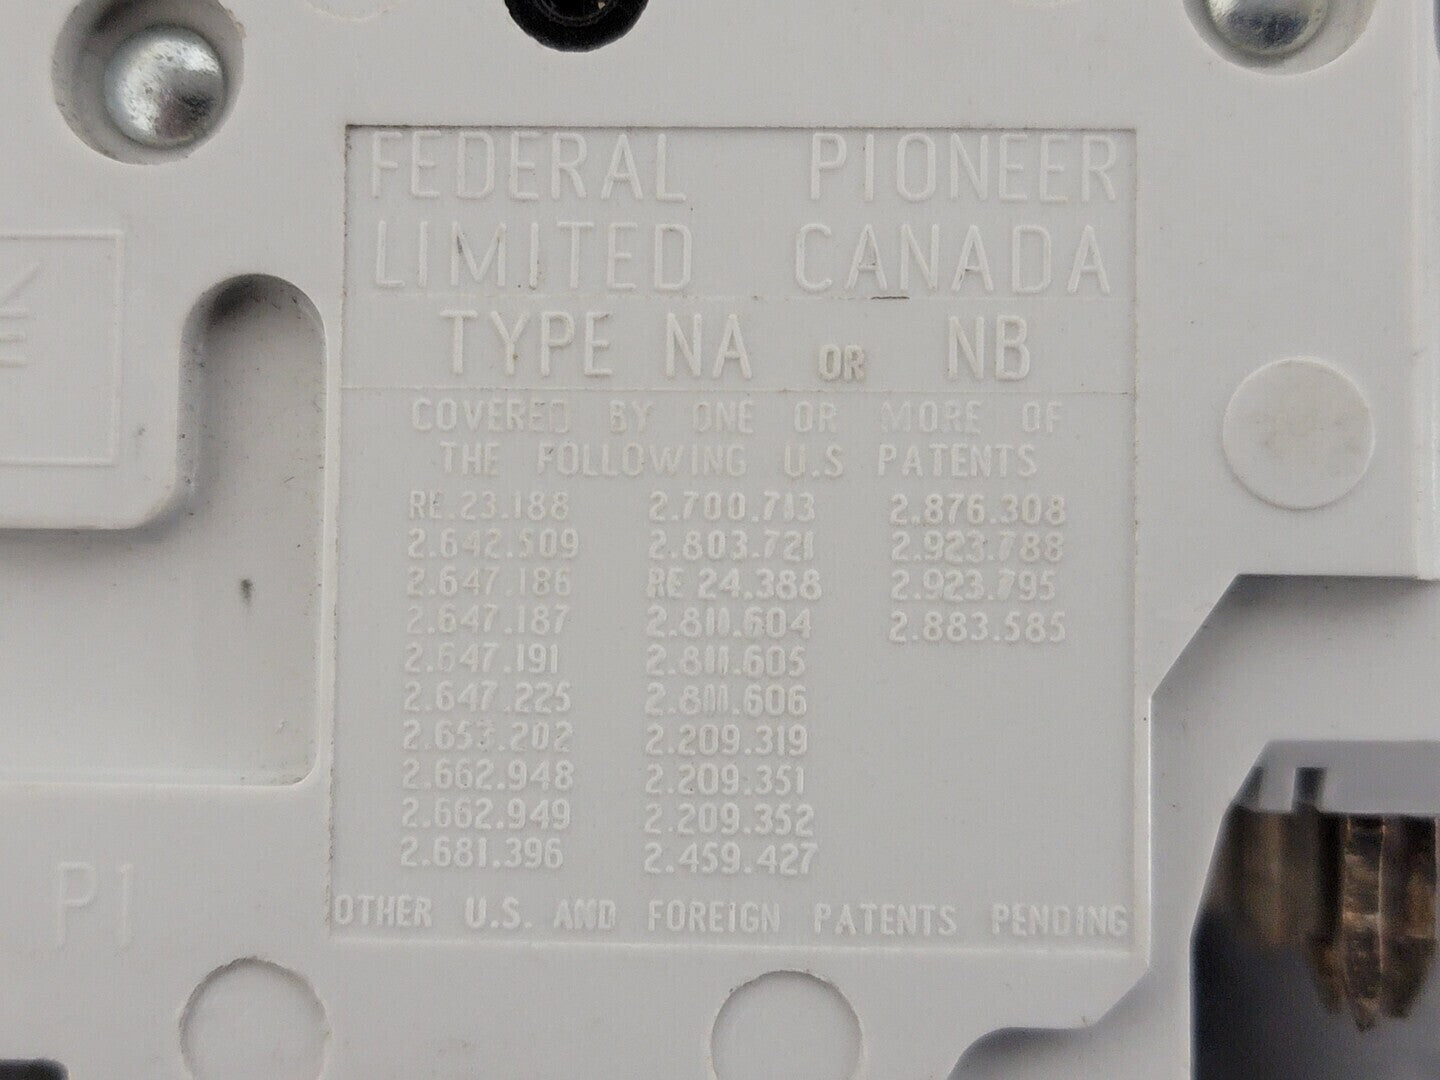 FEDERAL PIONEER
LIMITED CANADA
TYPE NA OR NB
COVERED BY ONE OR MORE OF
THE FOLLOWING U.S PATENTS
RE.23.188 2.700.713 2.876.308
2.642.509 2.803.721 2.923.788
2.647.186 RE 24.388 2.923.795
2.647.187 2.811.604 2.883.585
2.647.191 2.811.605
2.647.225 2.811.606
2.653.202 2.209.319
2.662.948 2.209.351
2.662.949 2.209.352
2.681.396 2.459.427
OTHER U.S. AND FOREIGN PATENTS PENDING
P1